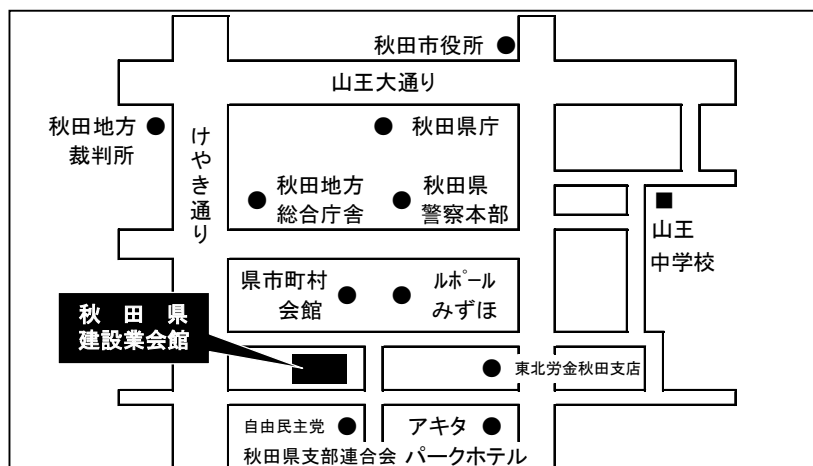 秋田市役所
山王大通り
秋田地方
裁判所
けやき通り
秋田県庁
秋田地方
総合庁舎
秋田県
警察本部
山王
中学校
県市町村
会館
ﾙﾎﾟｰﾙ
みずほ
秋田県
建設業会館
東北労金秋田支店
自由民主党
秋田県支部連合会
アキタ
パークホテル